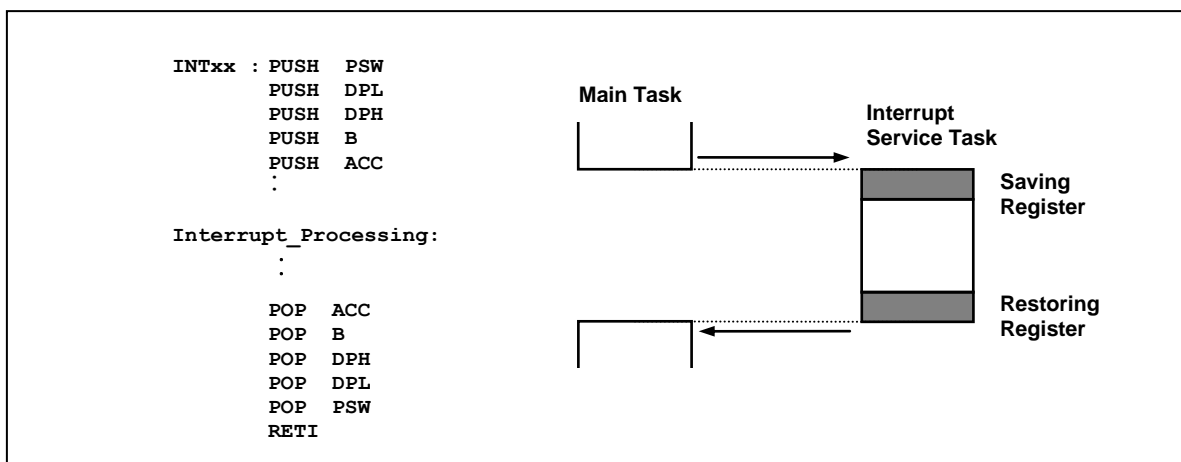 INTxx : PUSH PSW
PUSH DPL
PUSH DPH
PUSH B
PUSH ACC
:
Interrupt_Processing:
:
POP ACC
POP B
POP DPH
POP DPL
POP PSW
RETI
Main Task
Interrupt
Service Task
Saving
Register
Restoring
Register